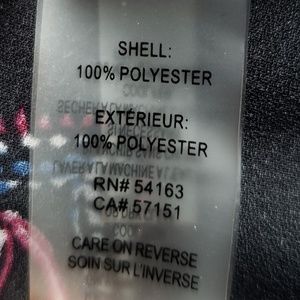 SHELL:
100% POLYESTER
EXTÉRIEUR:
100% POLYESTER
RN# 54163
CA# 57151
CARE ON REVERSE
SOIN SUR L'INVERSE